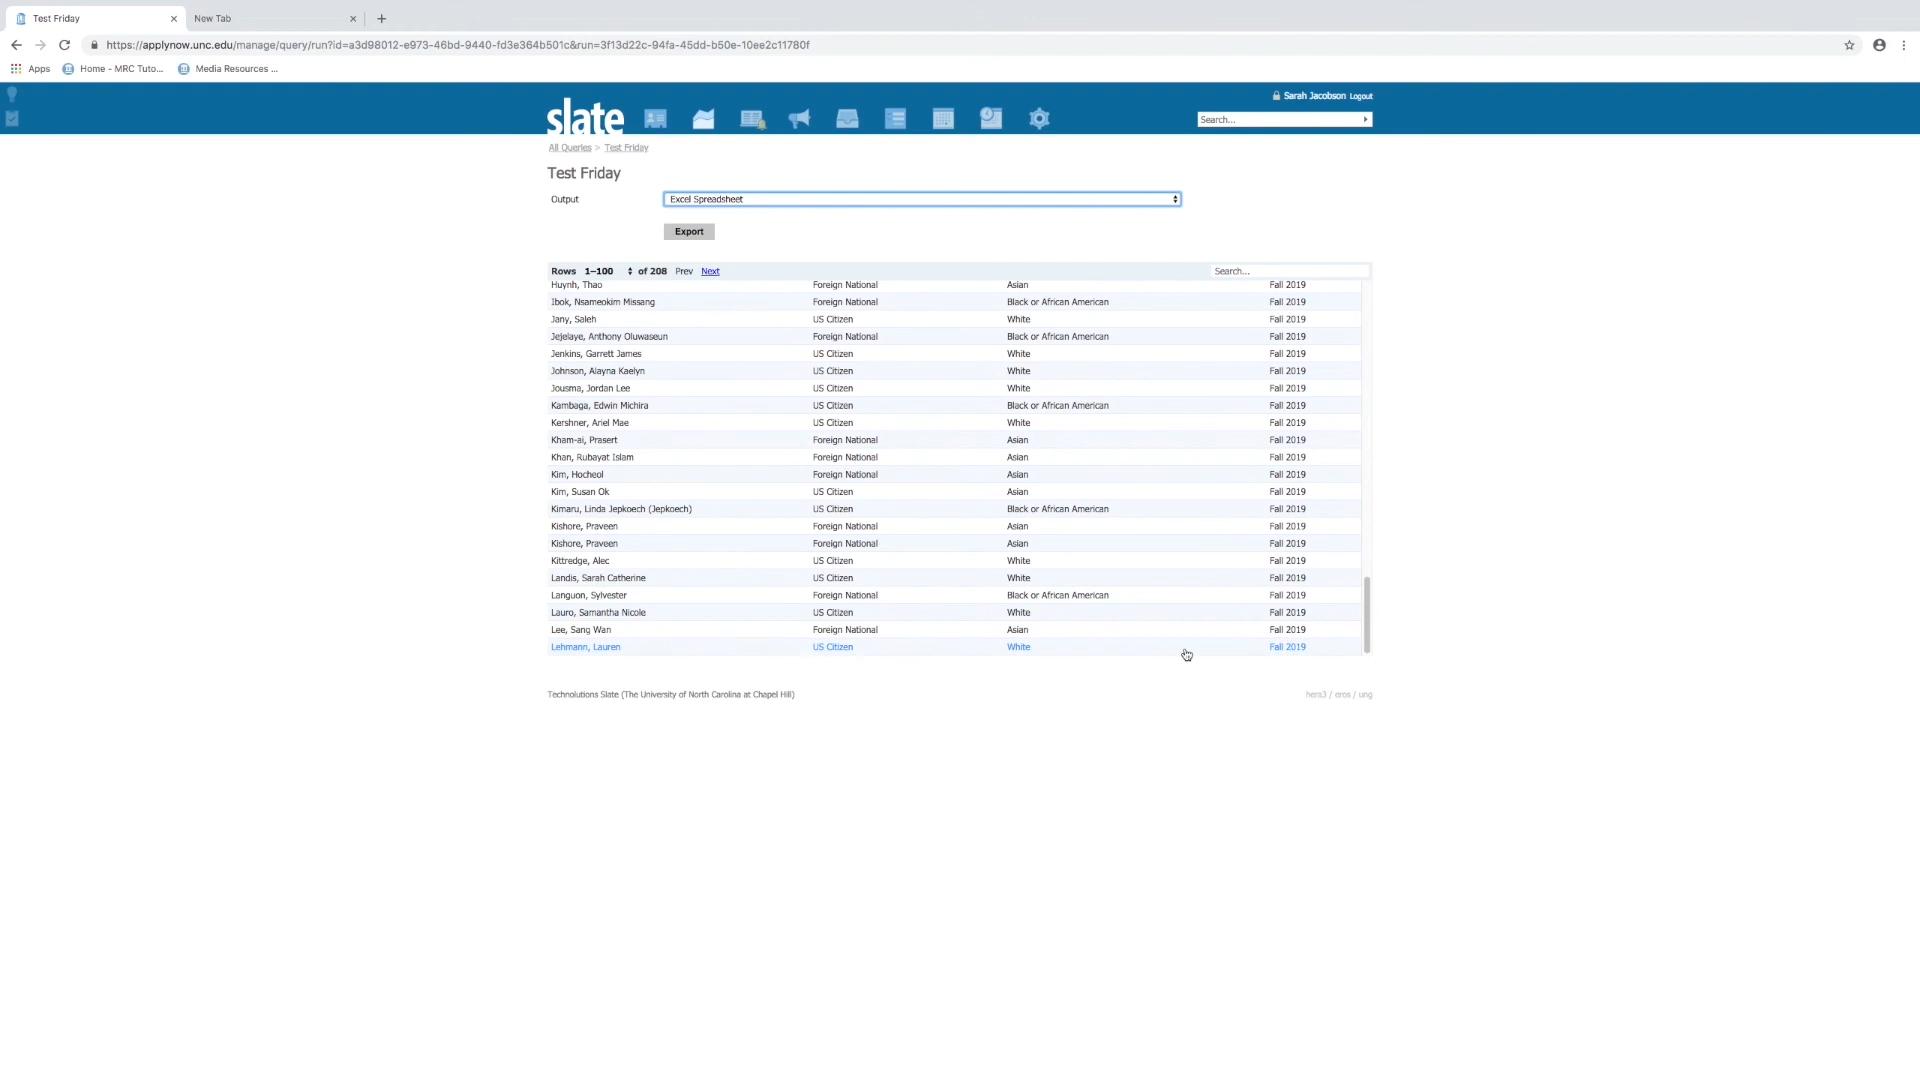 Test Friday
New Tab
https://applynow.unc.edu/manage/query/run?id=a3d98012-e973-46bd-9440-fd3e364b501c&run=3f13d22c-94fa-45dd-b50e-10ee2c11780f
Apps Home - MRC Tuto... Media Resources ...
Sarah Jacobson Logout
slate Search...
All Queries > Test Friday
Test Friday
Output Excel Spreadsheet
Export
Rows 1–100 of 208 Prev Next Search...
Huynh, Thao Foreign National Asian Fall 2019
Ibok, Nsameokim Missang Foreign National Black or African American Fall 2019
Jany, Saleh US Citizen White Fall 2019
Jejelaye, Anthony Oluwaseun Foreign National Black or African American Fall 2019
Jenkins, Garrett James US Citizen White Fall 2019
Johnson, Alayna Kaelyn US Citizen White Fall 2019
Jousma, Jordan Lee US Citizen White Fall 2019
Kambaga, Edwin Michira US Citizen Black or African American Fall 2019
Kershner, Ariel Mae US Citizen White Fall 2019
Kham-ai, Prasert Foreign National Asian Fall 2019
Khan, Rubayat Islam Foreign National Asian Fall 2019
Kim, Hocheol Foreign National Asian Fall 2019
Kim, Susan Ok US Citizen Asian Fall 2019
Kimaru, Linda Jepkoech (Jepkoech) US Citizen Black or African American Fall 2019
Kishore, Praveen Foreign National Asian Fall 2019
Kishore, Praveen Foreign National Asian Fall 2019
Kittredge, Alec US Citizen White Fall 2019
Landis, Sarah Catherine US Citizen White Fall 2019
Languon, Sylvester Foreign National Black or African American Fall 2019
Lauro, Samantha Nicole US Citizen White Fall 2019
Lee, Sang Wan Foreign National Asian Fall 2019
Lehmann, Lauren US Citizen White Fall 2019
Technolutions Slate (The University of North Carolina at Chapel Hill) hera3 / eros / ung